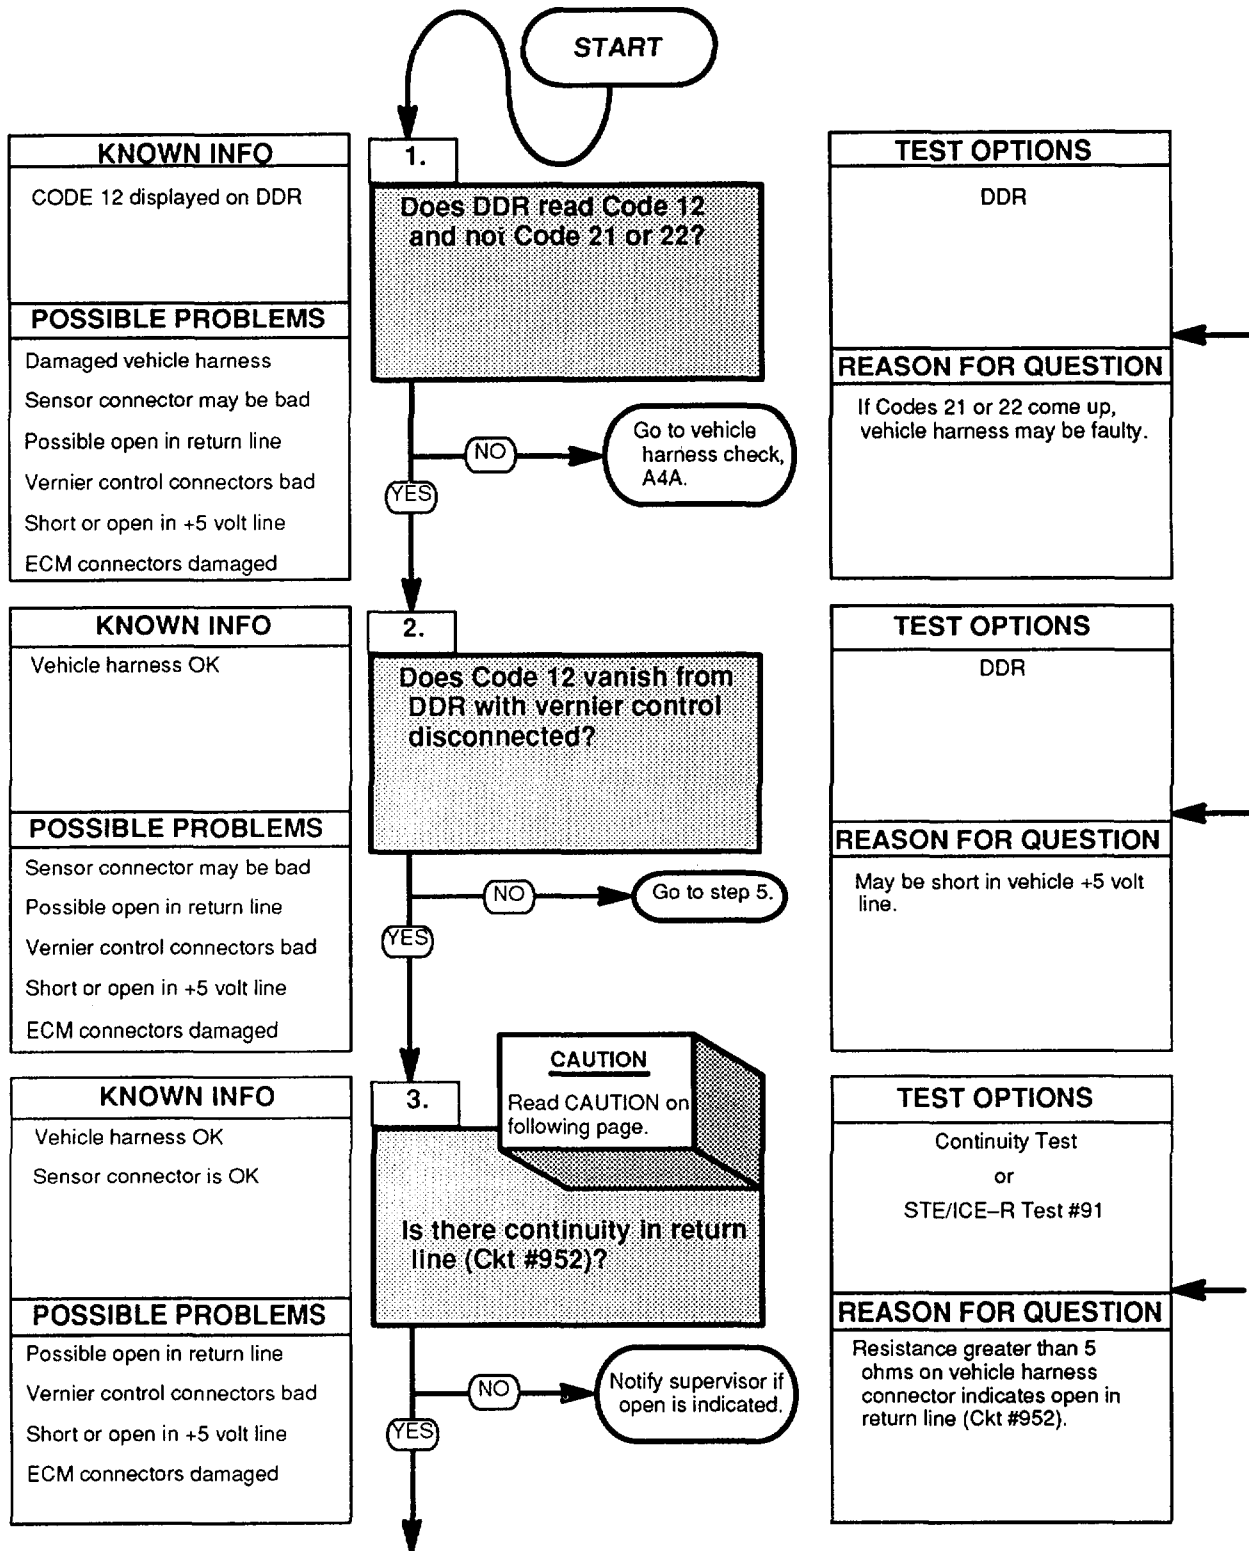 START
KNOWN INFO
CODE 12 displayed on DDR
POSSIBLE PROBLEMS
Damaged vehicle harness
Sensor connector may be bad
Possible open in return line
Vernier control connectors bad
Short or open in +5 volt line
ECM connectors damaged
1.
Does DDR read Code 12
and not Code 21 or 22?
NO
Go to vehicle
harness check,
A4A.
YES
TEST OPTIONS
DDR
REASON FOR QUESTION
If Codes 21 or 22 come up,
vehicle harness may be faulty.
KNOWN INFO
Vehicle harness OK
POSSIBLE PROBLEMS
Sensor connector may be bad
Possible open in return line
Vernier control connectors bad
Short or open in +5 volt line
ECM connectors damaged
2.
Does Code 12 vanish from
DDR with vernier control
disconnected?
NO
Go to step 5.
YES
TEST OPTIONS
DDR
REASON FOR QUESTION
May be short in vehicle +5 volt
line.
KNOWN INFO
Vehicle harness OK
Sensor connector is OK
POSSIBLE PROBLEMS
Possible open in return line
Vernier control connectors bad
Short or open in +5 volt line
ECM connectors damaged
3.
CAUTION
Read CAUTION on
following page.
Is there continuity in return
line (Ckt #952)?
NO
Notify supervisor if
open is indicated.
YES
TEST OPTIONS
Continuity Test
or
STE/ICE–R Test #91
REASON FOR QUESTION
Resistance greater than 5
ohms on vehicle harness
connector indicates open in
return line (Ckt #952).